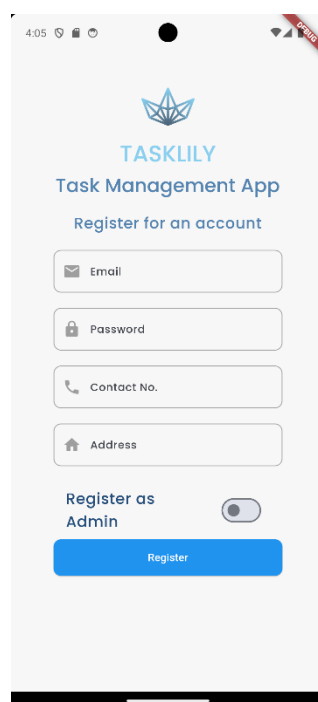 4:05
DEBUG
TASKLILY
Task Management App
Register for an account
Email
Password
Contact No.
Address
Register as
Admin
Register